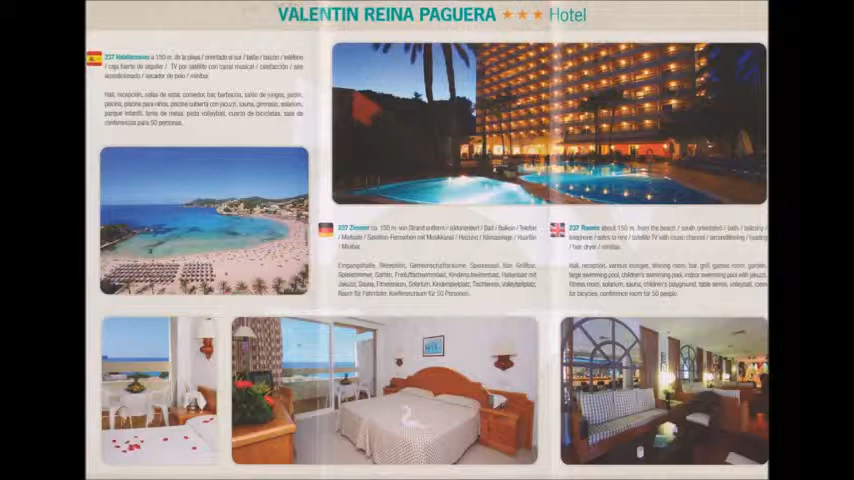 VALENTIN REINA PAGUERA ★★★ Hotel
237 Habitaciones a 150 m. de la playa / orientado al sur / baño / balcón / teléfono
/ caja fuerte de alquiler / TV por satélite con canal musical / calefacción / aire
acondicionado / secador de pelo / minibar.
Hall, recepción, salas de estar, comedor, bar, barbacoa, salón de juegos, jardín,
piscina, piscina para niños, piscina cubierta con jacuzzi, sauna, gimnasio, solarium,
parque infantil, tenis de mesa, pista volleyball, cuarto de bicicletas, sala de
conferencias para 50 personas.
237 Zimmer ca. 150 m. von Strand entfernt / südorientiert / Bad / Balkon / Telefon
/ Mietsafe / Satelliten-Fernsehen mit Musikkanal / Heizung / Klimaanlage / Haarfön
/ Minibar.
Eingangshalle, Rezeption, Gemeinschaftsräume, Speisesaal, Bar, Grillbar,
Spielezimmer, Garten, Freiluftschwimmbad, Kinderschwimmbad, Hallenbad mit
Jakuzzi, Sauna, Fitnessraum, Solarium, Kinderspielplatz, Tischtennis, Volleyballplatz,
Raum für Fahrräder, Konferenzraum für 50 Personen.
237 Rooms about 150 m. from the beach / south orientated / bath / balcony /
telephone / safes to rent / satellite TV with music channel / airconditioning / heating
/ hair dryer / minibar.
Hall, reception, various lounges, dinning room, bar, grill, games room, garden,
large swimming pool, children's swimming pool, indoor swimming pool with jakuzzi,
fitness room, solarium, sauna, children's playground, table tennis, volleyball, room
for bicycles, conference room for 50 people.